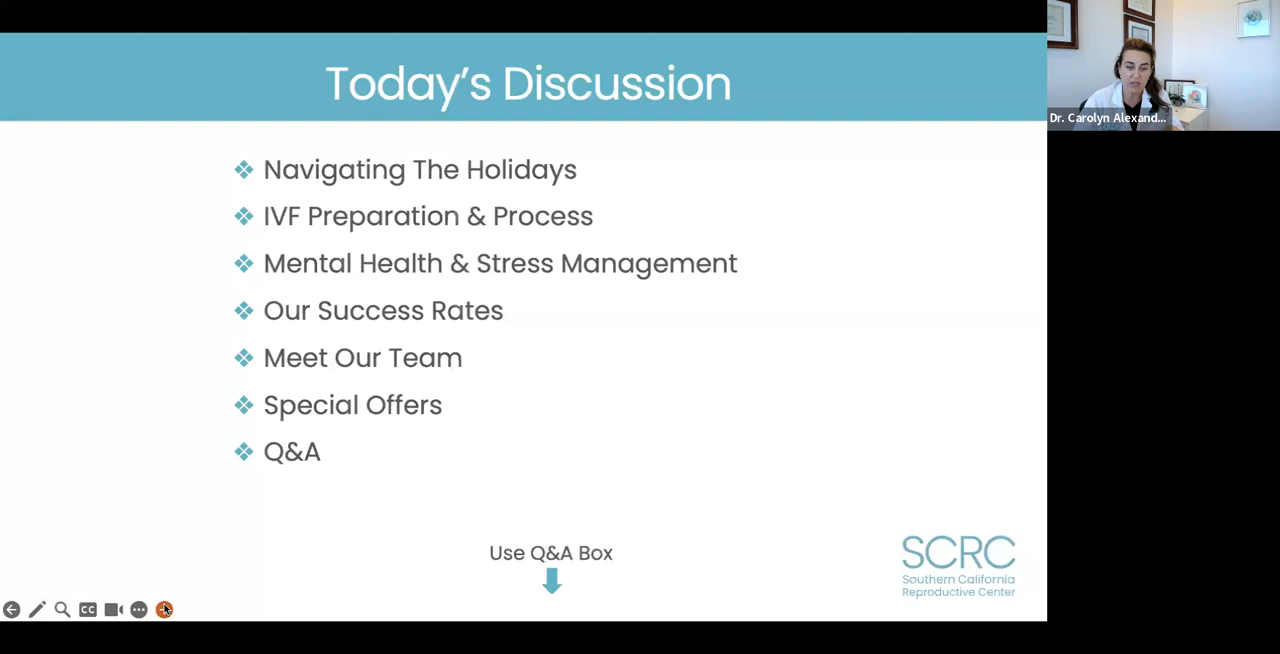 Today's Discussion
Dr. Carolyn Alexand...
❖ Navigating The Holidays
❖ IVF Preparation & Process
❖ Mental Health & Stress Management
❖ Our Success Rates
❖ Meet Our Team
❖ Special Offers
❖ Q&A
Use Q&A Box
SCRC
Southern California
Reproductive Center
CC